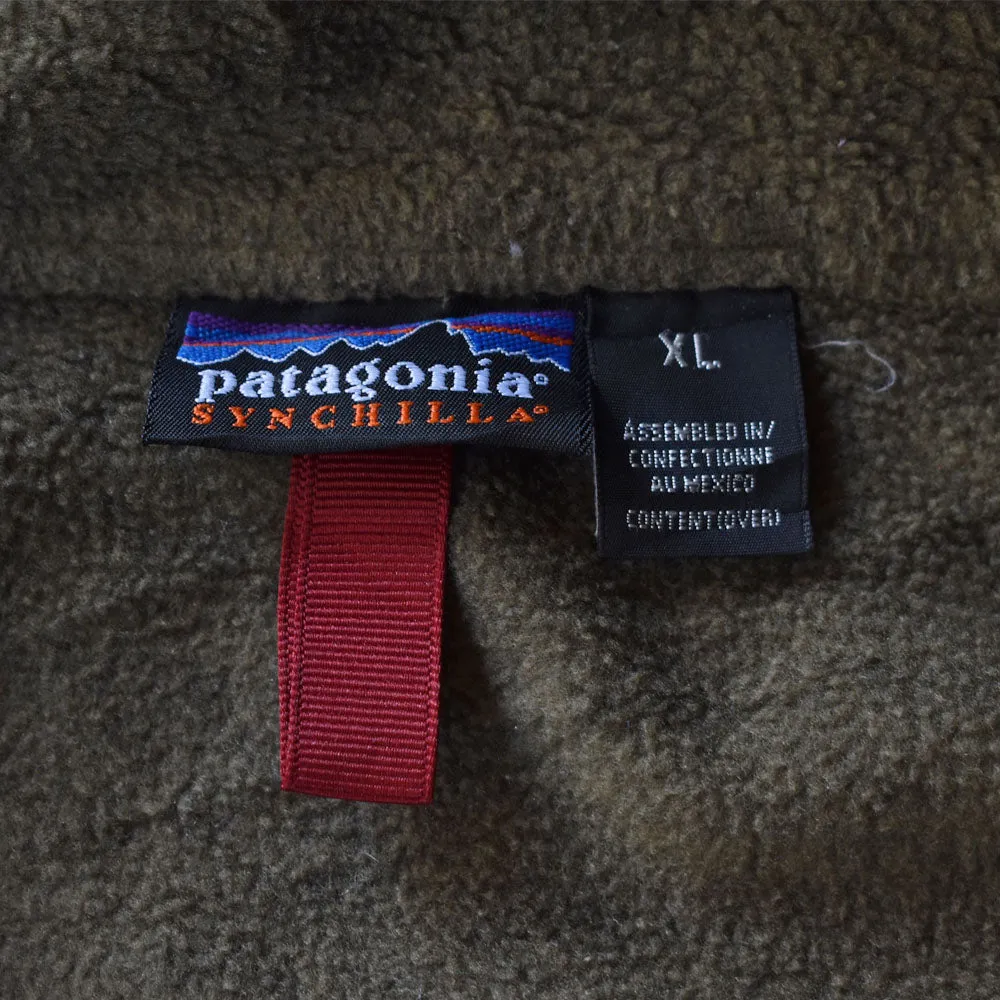 patagonia®
SYNCHILLA®
XL
ASSEMBLED IN/
CONFECTIONNE
AU MEXICO
CONTENT(OVER)